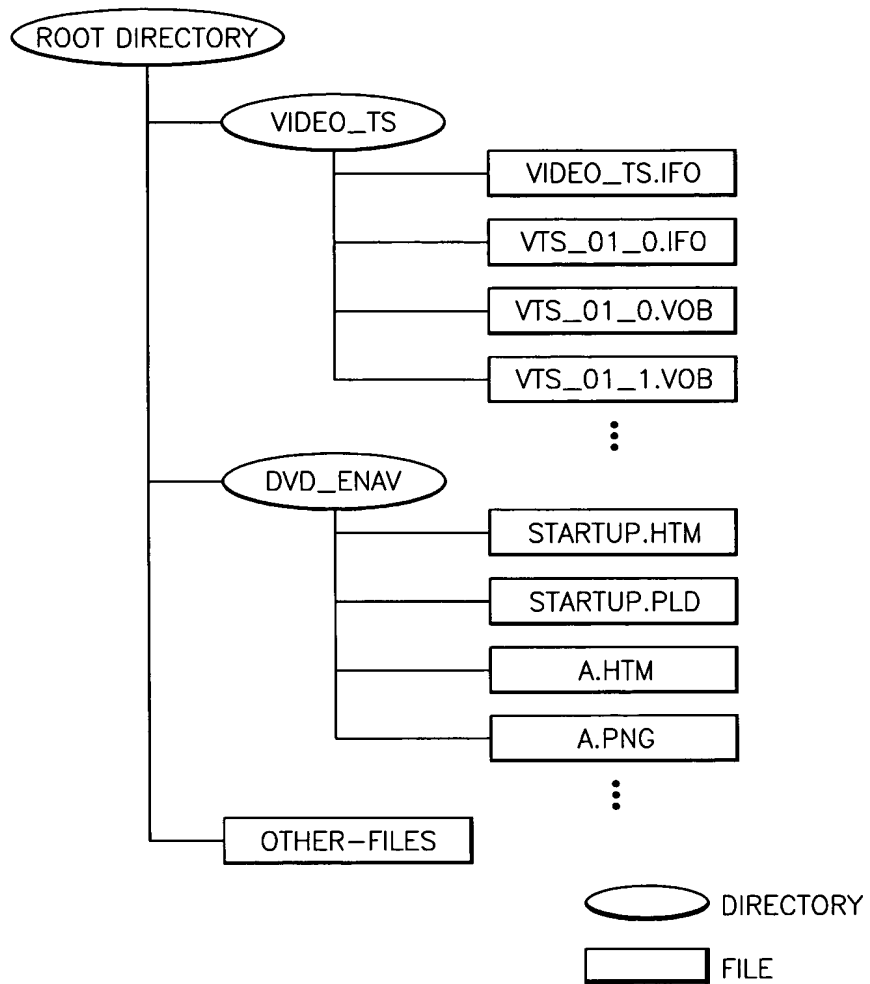 ROOT DIRECTORY
VIDEO_TS
VIDEO_TS.IFO
VTS_01_0.IFO
VTS_01_0.VOB
VTS_01_1.VOB
DVD_ENAV
STARTUP.HTM
STARTUP.PLD
A.HTM
A.PNG
OTHER-FILES
DIRECTORY
FILE